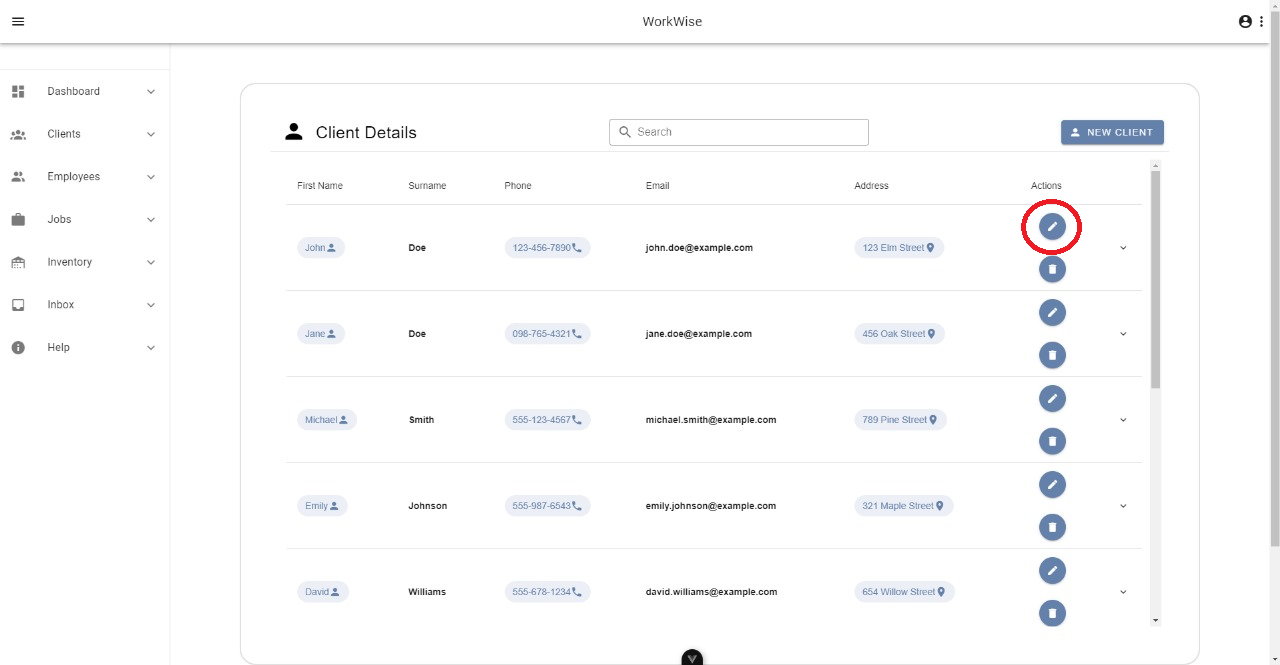 WorkWise
Dashboard
Clients
Employees
Jobs
Inventory
Inbox
Help
Client Details
Search
NEW CLIENT
First Name Surname Phone Email Address Actions
John Doe 123-456-7890 john.doe@example.com 123 Elm Street
Jane Doe 098-765-4321 jane.doe@example.com 456 Oak Street
Michael Smith 555-123-4567 michael.smith@example.com 789 Pine Street
Emily Johnson 555-987-6543 emily.johnson@example.com 321 Maple Street
David Williams 555-678-1234 david.williams@example.com 654 Willow Street